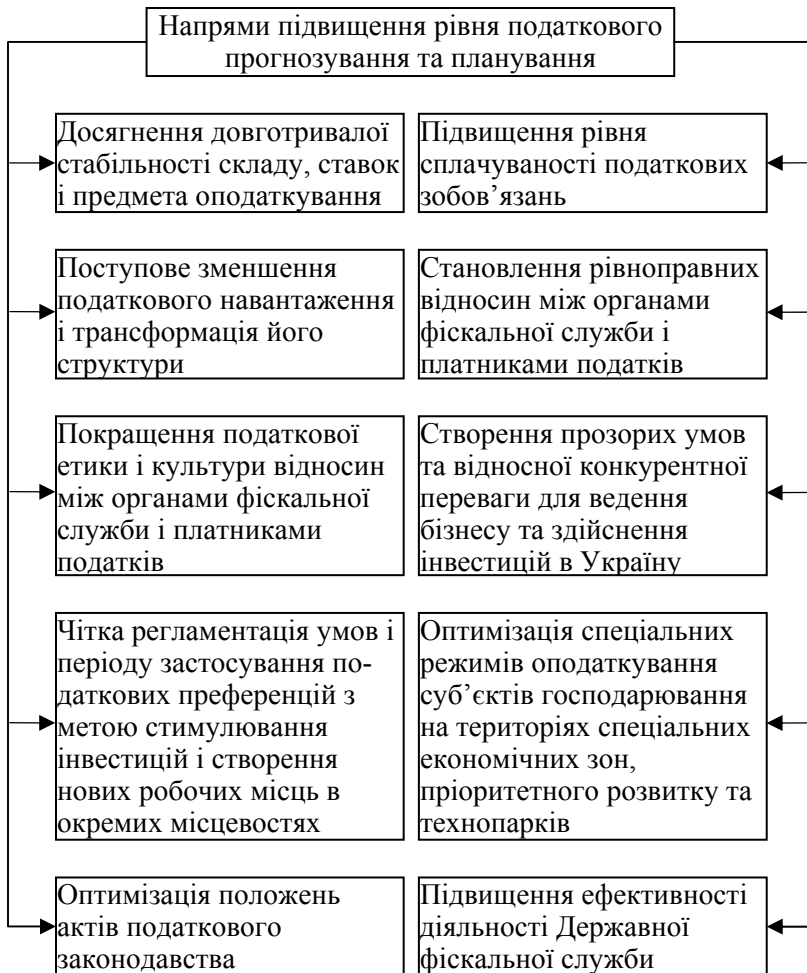 Напрями підвищення рівня податкового
прогнозування та планування
Досягнення довготривалої
стабільності складу, ставок
і предмета оподаткування
Підвищення рівня
сплачуваності податкових
зобов’язань
Поступове зменшення
податкового навантаження
і трансформація його
структури
Становлення рівноправних
відносин між органами
фіскальної служби і
платниками податків
Покращення податкової
етики і культури відносин
між органами фіскальної
служби і платниками
податків
Створення прозорих умов
та відносної конкурентної
переваги для ведення
бізнесу та здійснення
інвестицій в Україну
Чітка регламентація умов і
періоду застосування по-
даткових преференцій з
метою стимулювання
інвестицій і створення
нових робочих місць в
окремих місцевостях
Оптимізація спеціальних
режимів оподаткування
суб’єктів господарювання
на територіях спеціальних
економічних зон,
пріоритетного розвитку та
технопарків
Оптимізація положень
актів податкового
законодавства
Підвищення ефективності
діяльності Державної
фіскальної служби